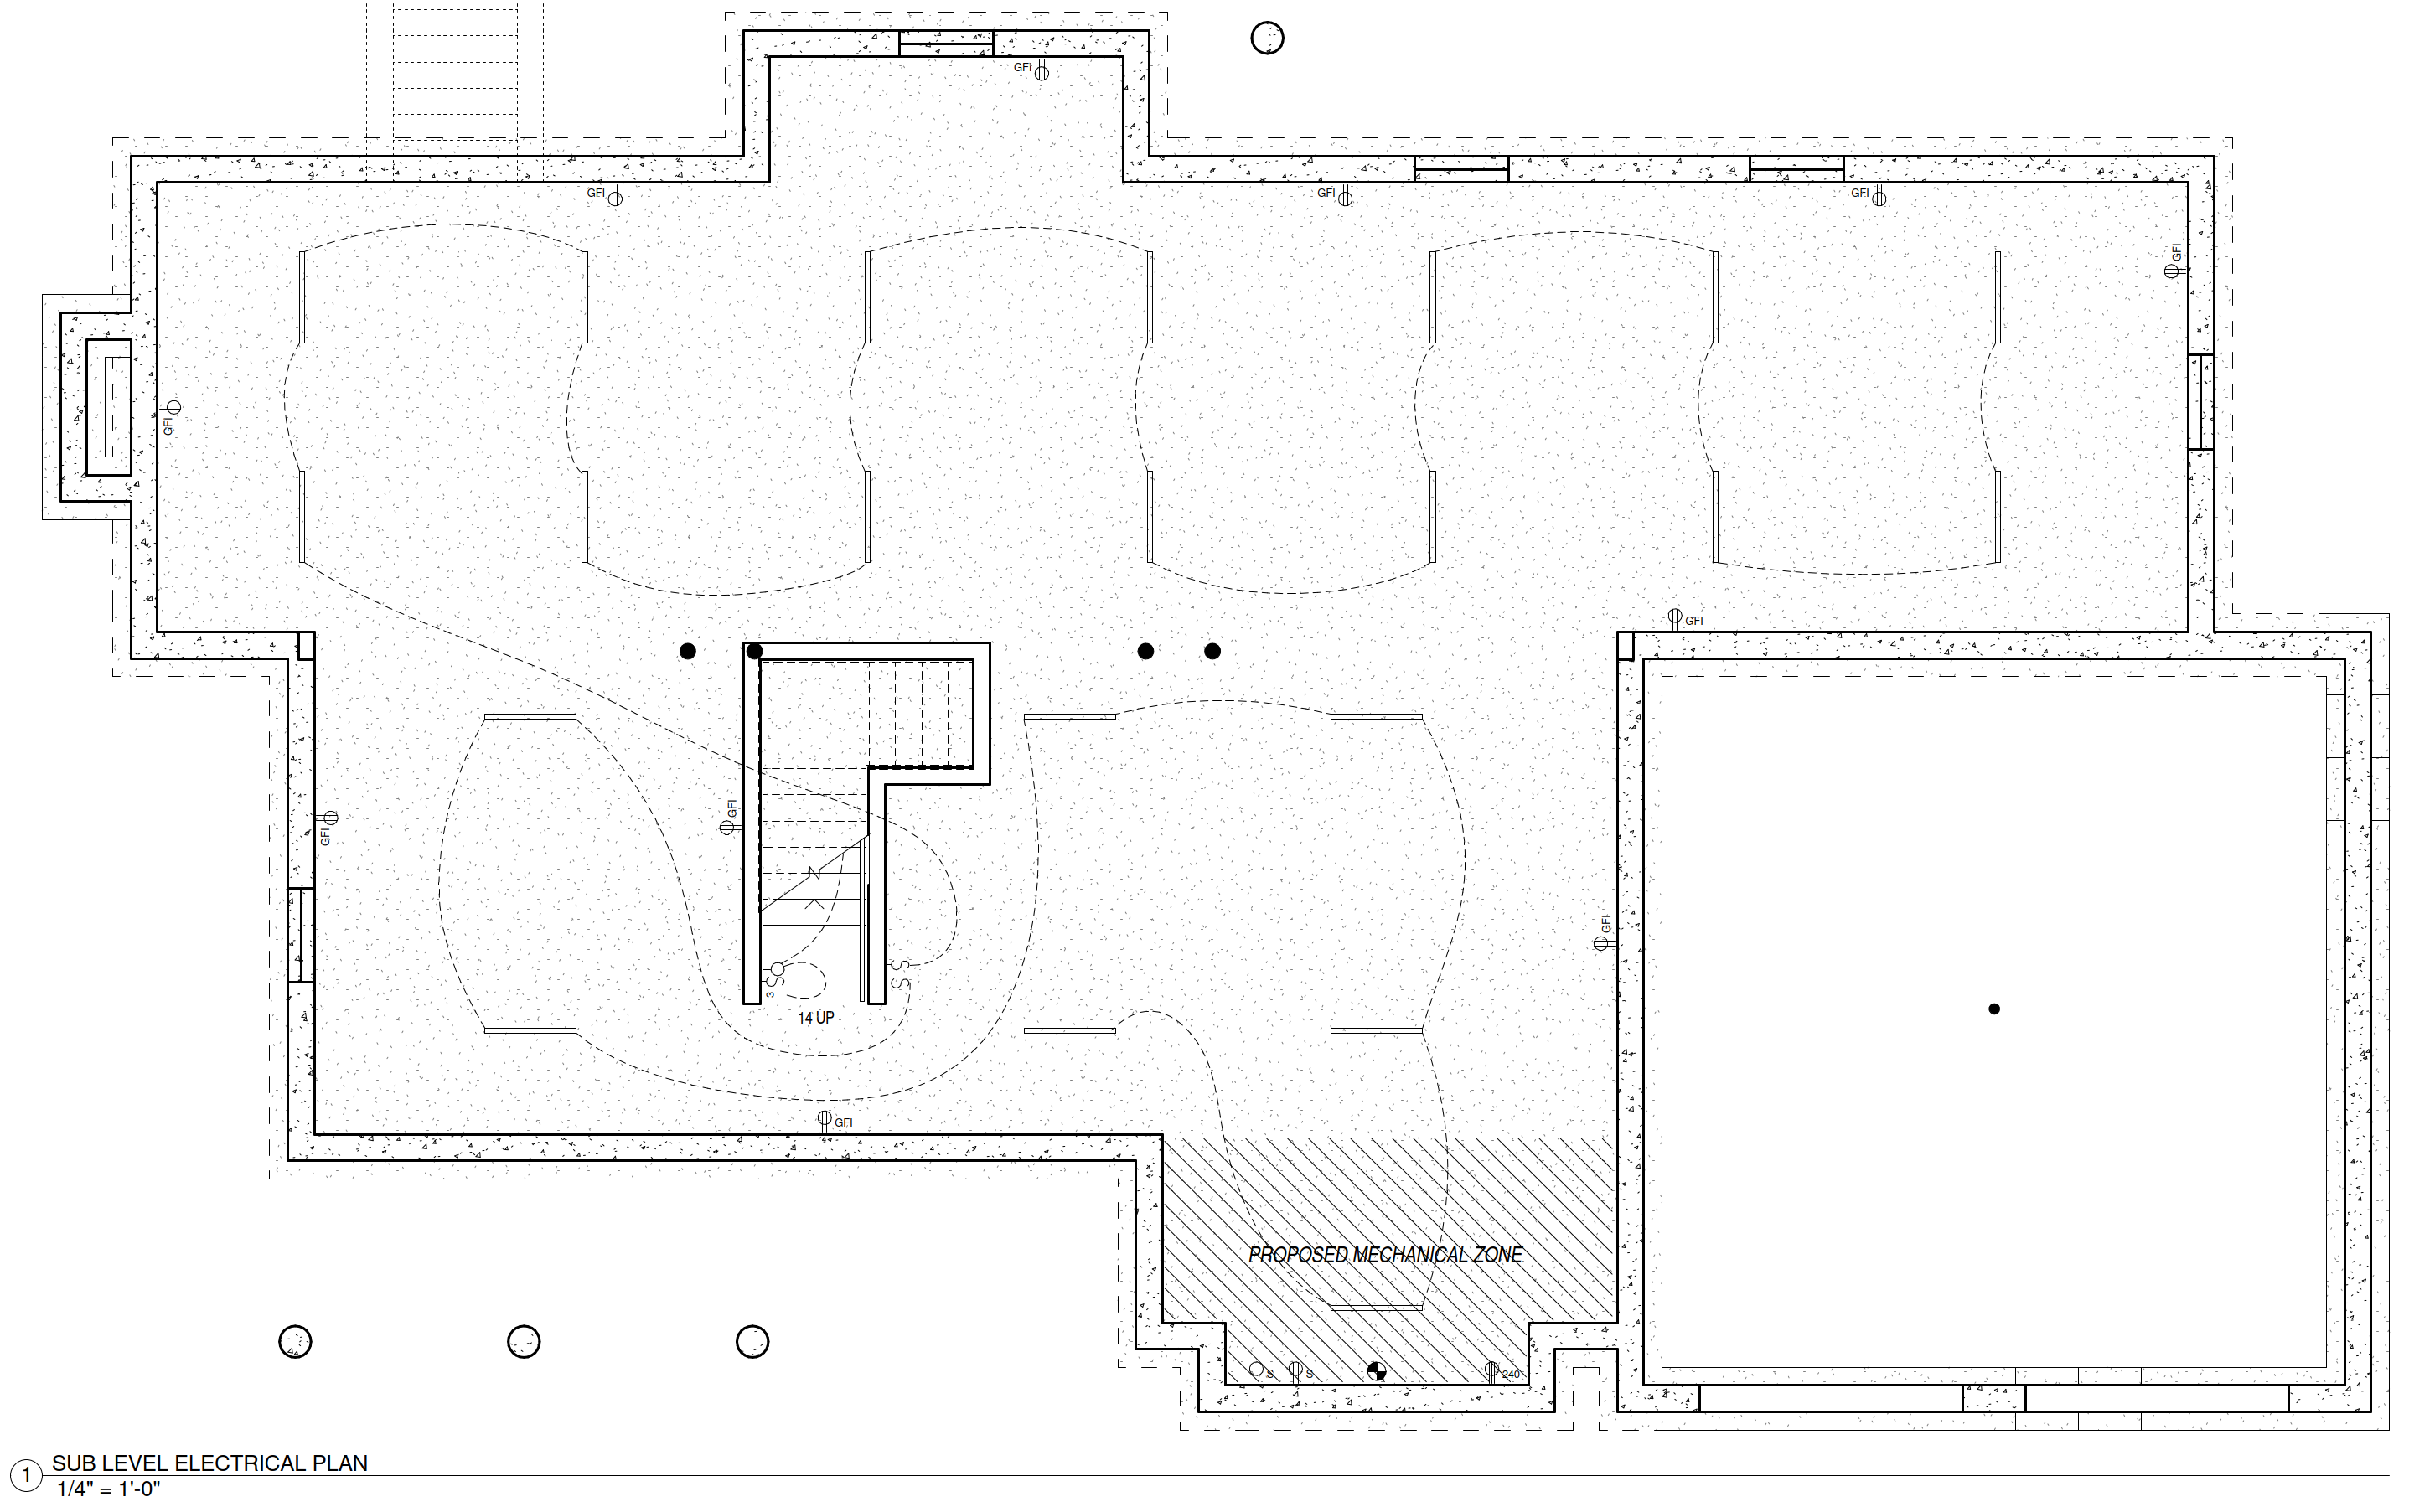 GFI
GFI
GFI
GFI
GFI
GFI
GFI
GFI
GFI
GFI
3
14 UP
GFI
PROPOSED MECHANICAL ZONE
S
S
240
1
SUB LEVEL ELECTRICAL PLAN
1/4" = 1'-0"